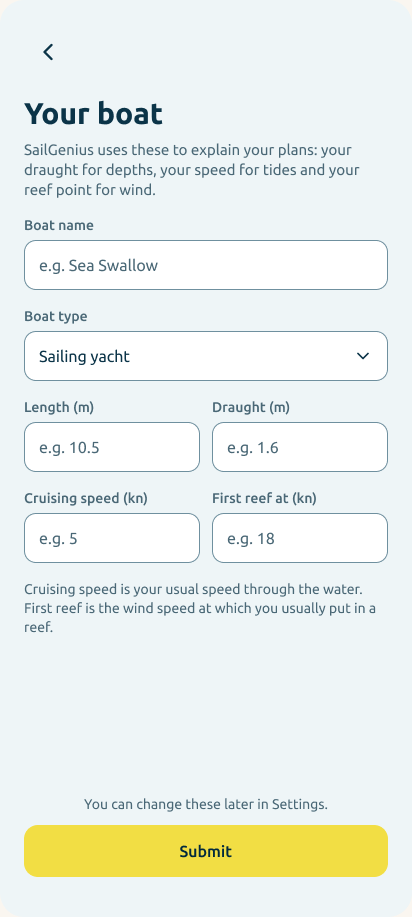 Your boat
SailGenius uses these to explain your plans: your
draught for depths, your speed for tides and your
reef point for wind.
Boat name
e.g. Sea Swallow
Boat type
Sailing yacht
Length (m)
Draught (m)
e.g. 10.5
e.g. 1.6
Cruising speed (kn)
First reef at (kn)
e.g. 5
e.g. 18
Cruising speed is your usual speed through the water.
First reef is the wind speed at which you usually put in a
reef.
You can change these later in Settings.
Submit